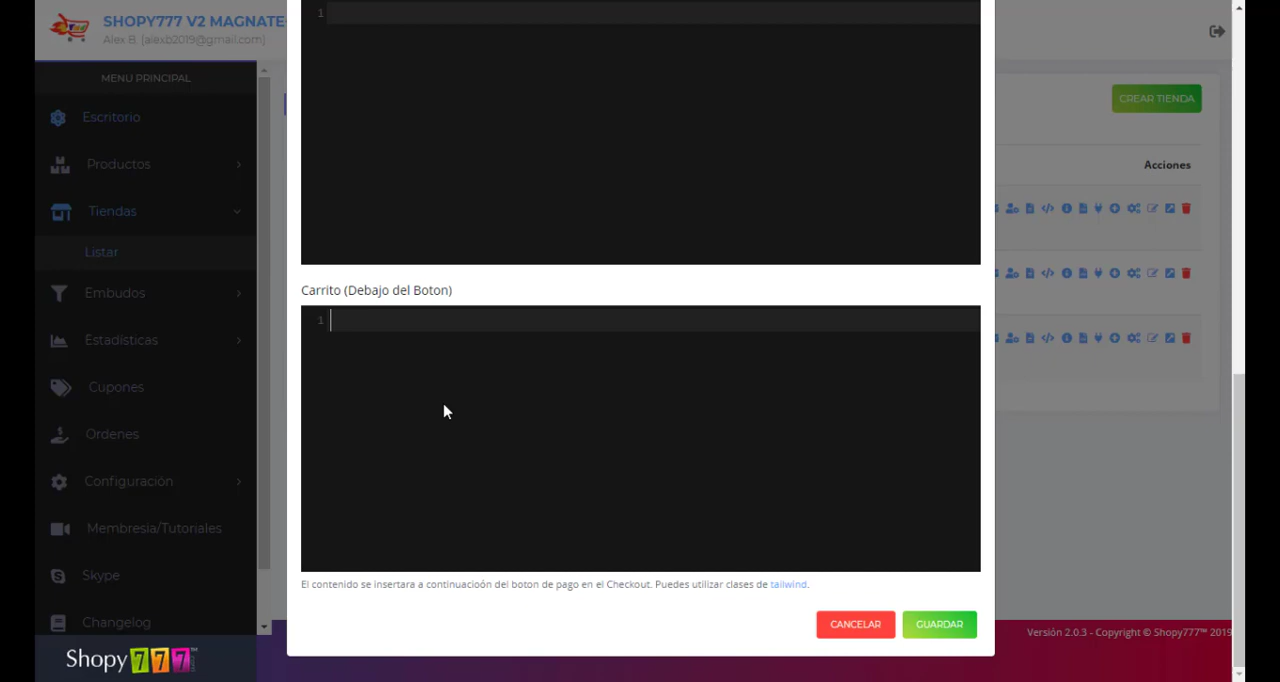 SHOPY777 V2 MAGNATE
Alex B. [alexb2019@gmail.com]
MENU PRINCIPAL
Escritorio
Productos
Tiendas
Listar
Embudos
Estadísticas
Cupones
Ordenes
Configuración
Membresia/Tutoriales
Skype
Changelog
Shopy777™
1
Carrito (Debajo del Boton)
1
El contenido se insertara a continuacioón del boton de pago en el Checkout. Puedes utilizar clases de tailwind.
CANCELAR
GUARDAR
CREAR TIENDA
Acciones
Versión 2.0.3 - Copyright © Shopy777™ 2019